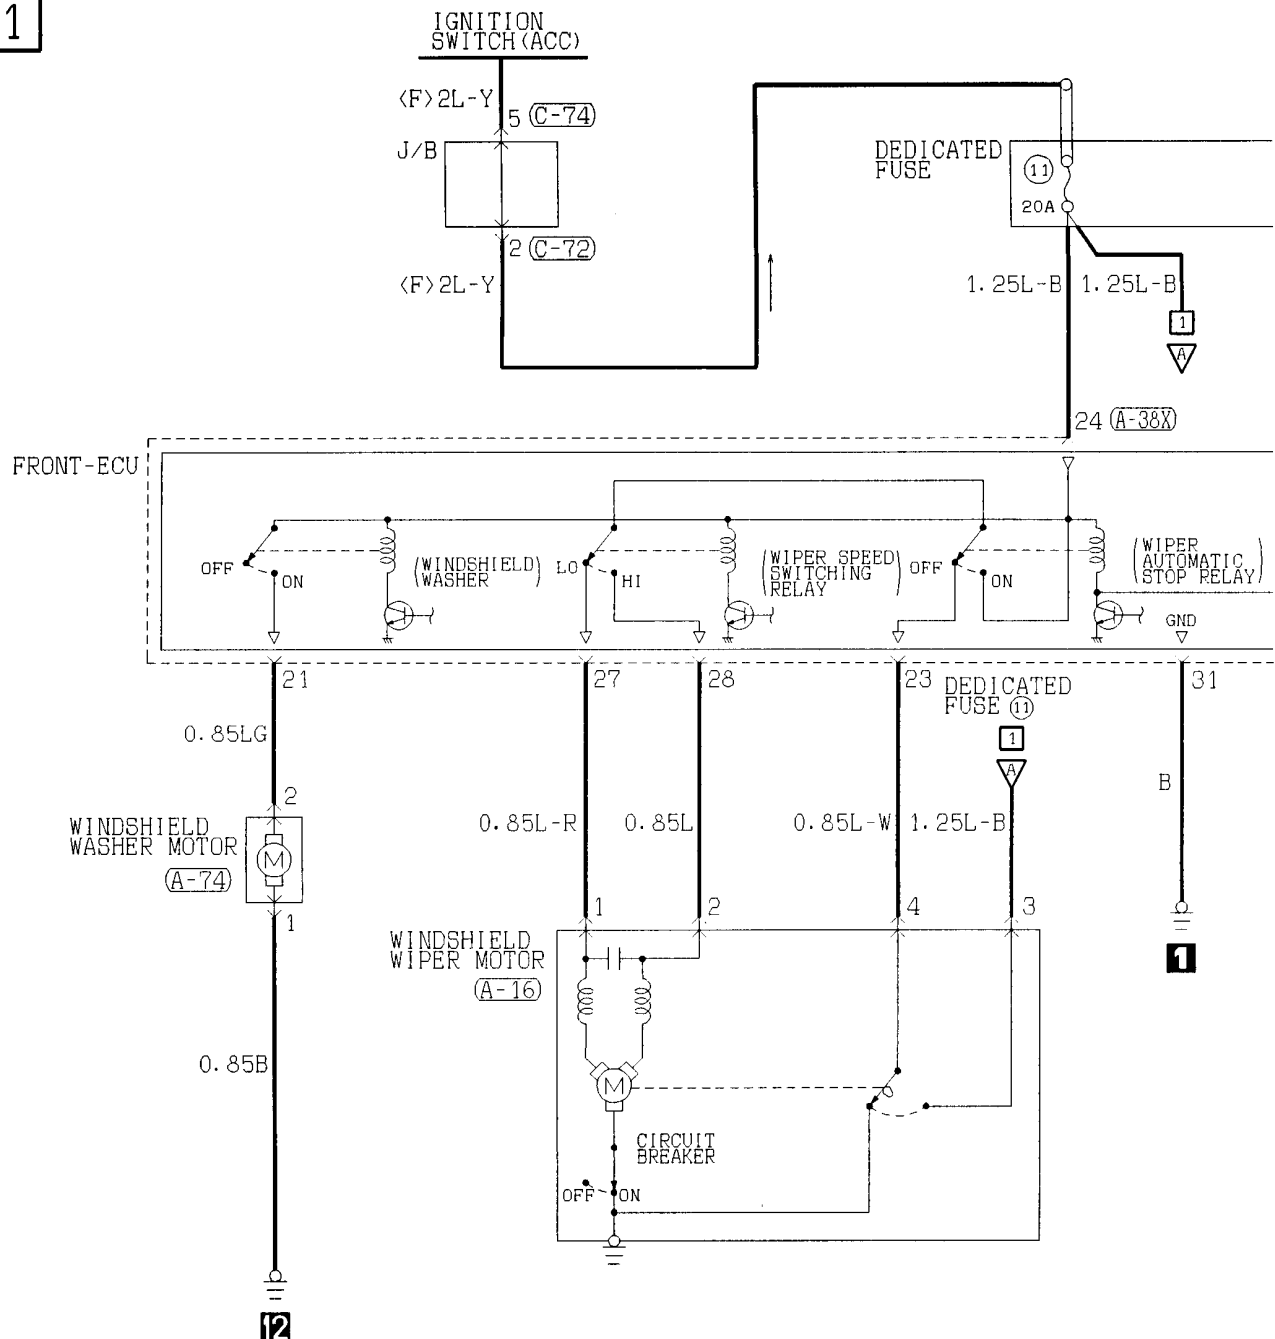 1
IGNITION
SWITCH(ACC)
<F>2L-Y
5 (C-74)
J/B
DEDICATED
FUSE
11
20A
2 (C-72)
<F>2L-Y
1.25L-B
1.25L-B
1
A
24 (A-38X)
FRONT-ECU
OFF
ON
(WINDSHIELD
WASHER)
LO
HI
(WIPER SPEED
SWITCHING
RELAY)
OFF
ON
(WIPER
AUTOMATIC
STOP RELAY)
GND
21
27
28
23
DEDICATED
FUSE 11
31
1
A
0.85LG
B
2
WINDSHIELD
WASHER MOTOR
(A-74)
M
1
0.85L-R
0.85L
0.85L-W
1.25L-B
1
2
4
3
WINDSHIELD
WIPER MOTOR
(A-16)
1
0.85B
M
CIRCUIT
BREAKER
OFF
ON
12